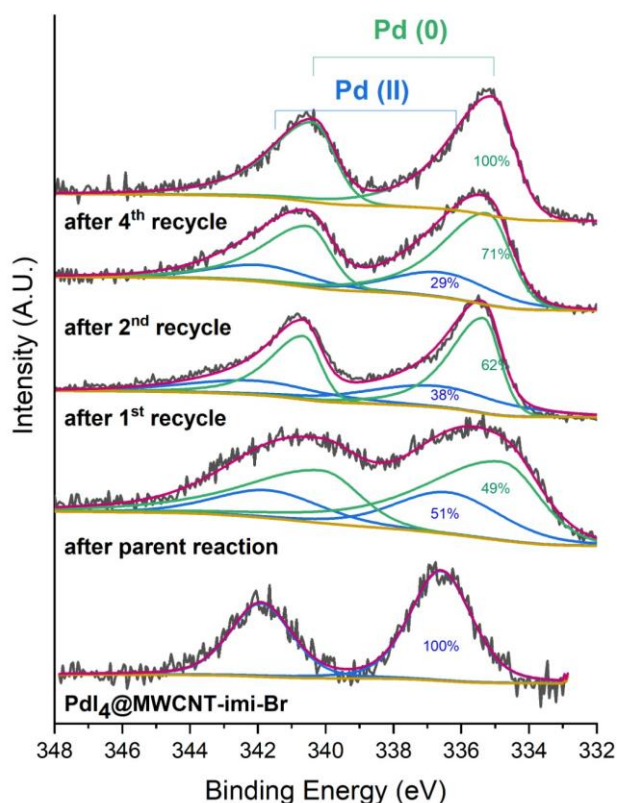 Pd (0)
Pd (II)
100%
after 4th recycle
71%
29%
after 2nd recycle
62%
38%
after 1st recycle
49%
51%
after parent reaction
100%
PdI4@MWCNT-imi-Br
Intensity (A.U.)
348 346 344 342 340 338 336 334 332
Binding Energy (eV)